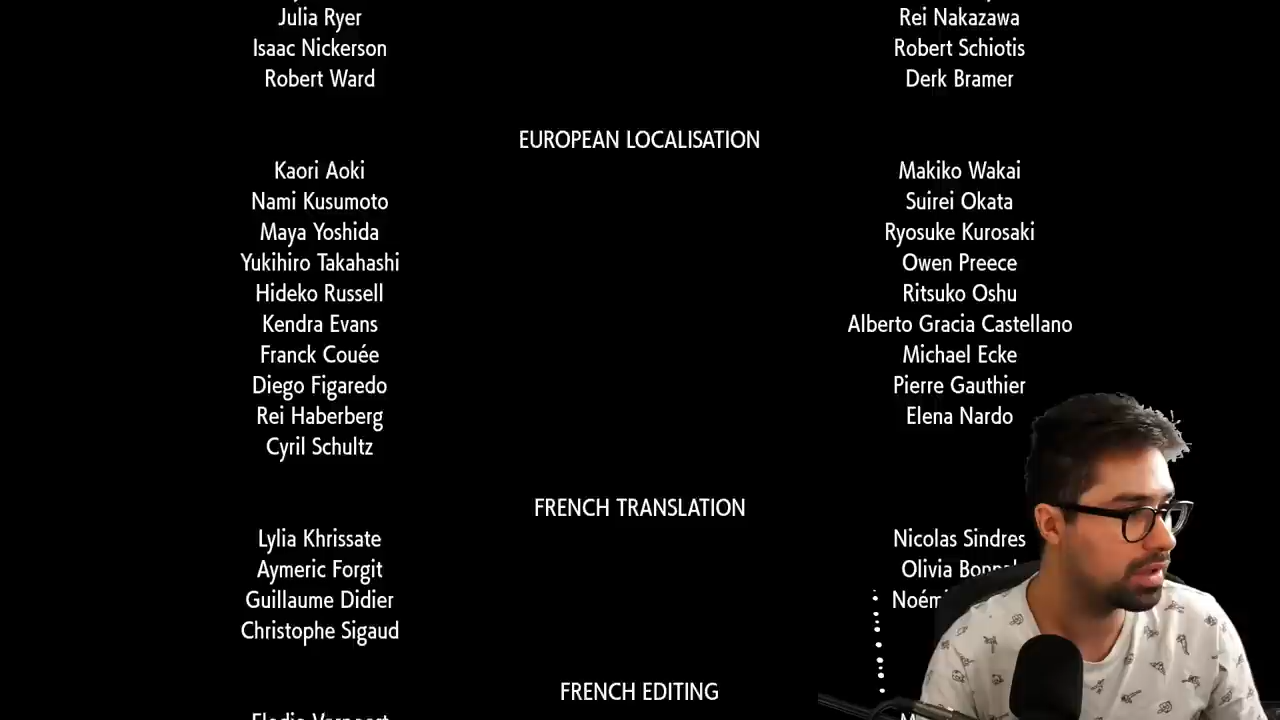 Julia Ryer Rei Nakazawa
Isaac Nickerson Robert Schiotis
Robert Ward Derk Bramer
EUROPEAN LOCALISATION
Kaori Aoki Makiko Wakai
Nami Kusumoto Suirei Okata
Maya Yoshida Ryosuke Kurosaki
Yukihiro Takahashi Owen Preece
Hideko Russell Ritsuko Oshu
Kendra Evans Alberto Gracia Castellano
Franck Couée Michael Ecke
Diego Figaredo Pierre Gauthier
Rei Haberberg Elena Nardo
Cyril Schultz
FRENCH TRANSLATION
Lylia Khrissate Nicolas Sindres
Aymeric Forgit Olivia
Guillaume Didier
Christophe Sigaud
FRENCH EDITING